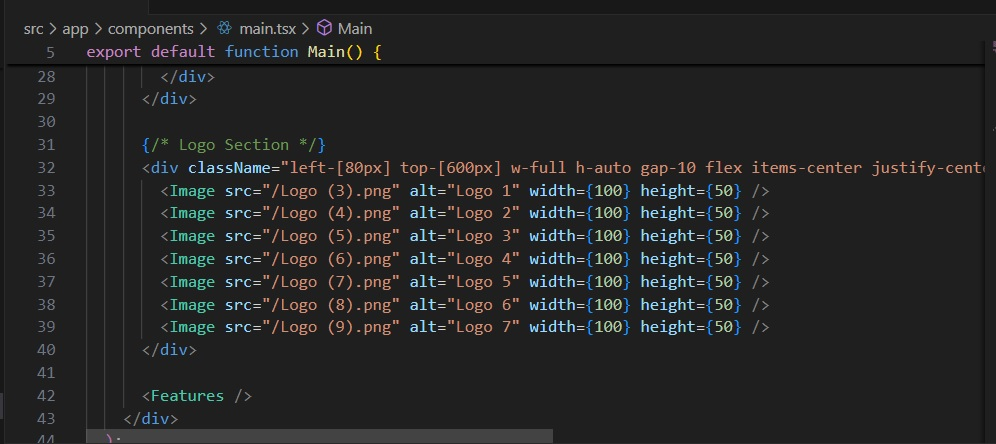 src > app > components > main.tsx > Main
5 export default function Main() {
28 </div>
29 </div>
30
31 {/* Logo Section */}
32 <div className="left-[80px] top-[600px] w-full h-auto gap-10 flex items-center justify-cent
33 <Image src="/Logo (3).png" alt="Logo 1" width={100} height={50} />
34 <Image src="/Logo (4).png" alt="Logo 2" width={100} height={50} />
35 <Image src="/Logo (5).png" alt="Logo 3" width={100} height={50} />
36 <Image src="/Logo (6).png" alt="Logo 4" width={100} height={50} />
37 <Image src="/Logo (7).png" alt="Logo 5" width={100} height={50} />
38 <Image src="/Logo (8).png" alt="Logo 6" width={100} height={50} />
39 <Image src="/Logo (9).png" alt="Logo 7" width={100} height={50} />
40 </div>
41
42 <Features />
43 </div>
44 );